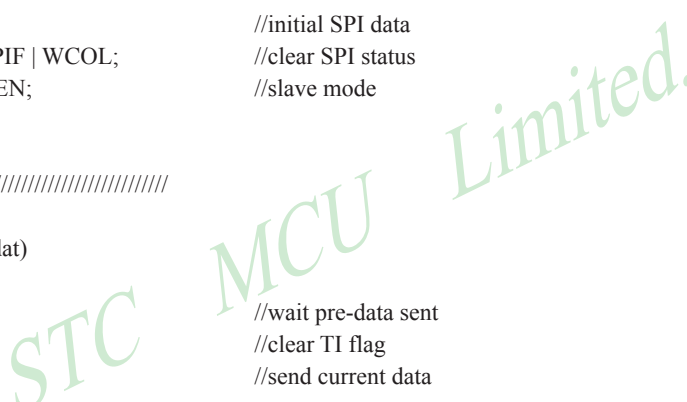 //initial SPI data
PIF | WCOL; //clear SPI status
EN; //slave mode
//////////////////////////
lat)
//wait pre-data sent
//clear TI flag
//send current data
STC MCU Limited.